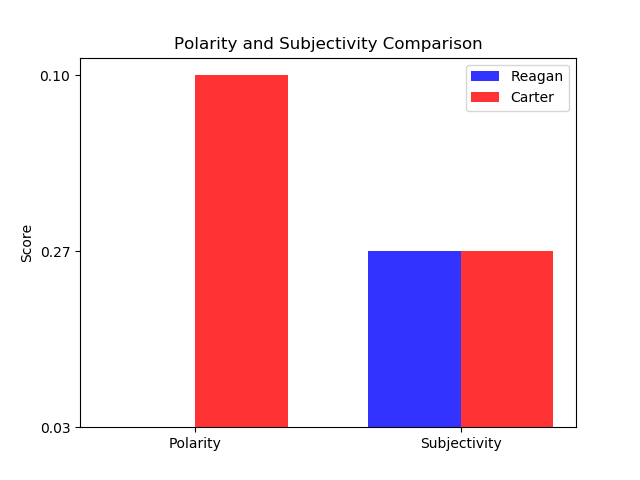 Polarity and Subjectivity Comparison
Reagan
Carter
Score
0.10
0.27
0.03
Polarity
Subjectivity